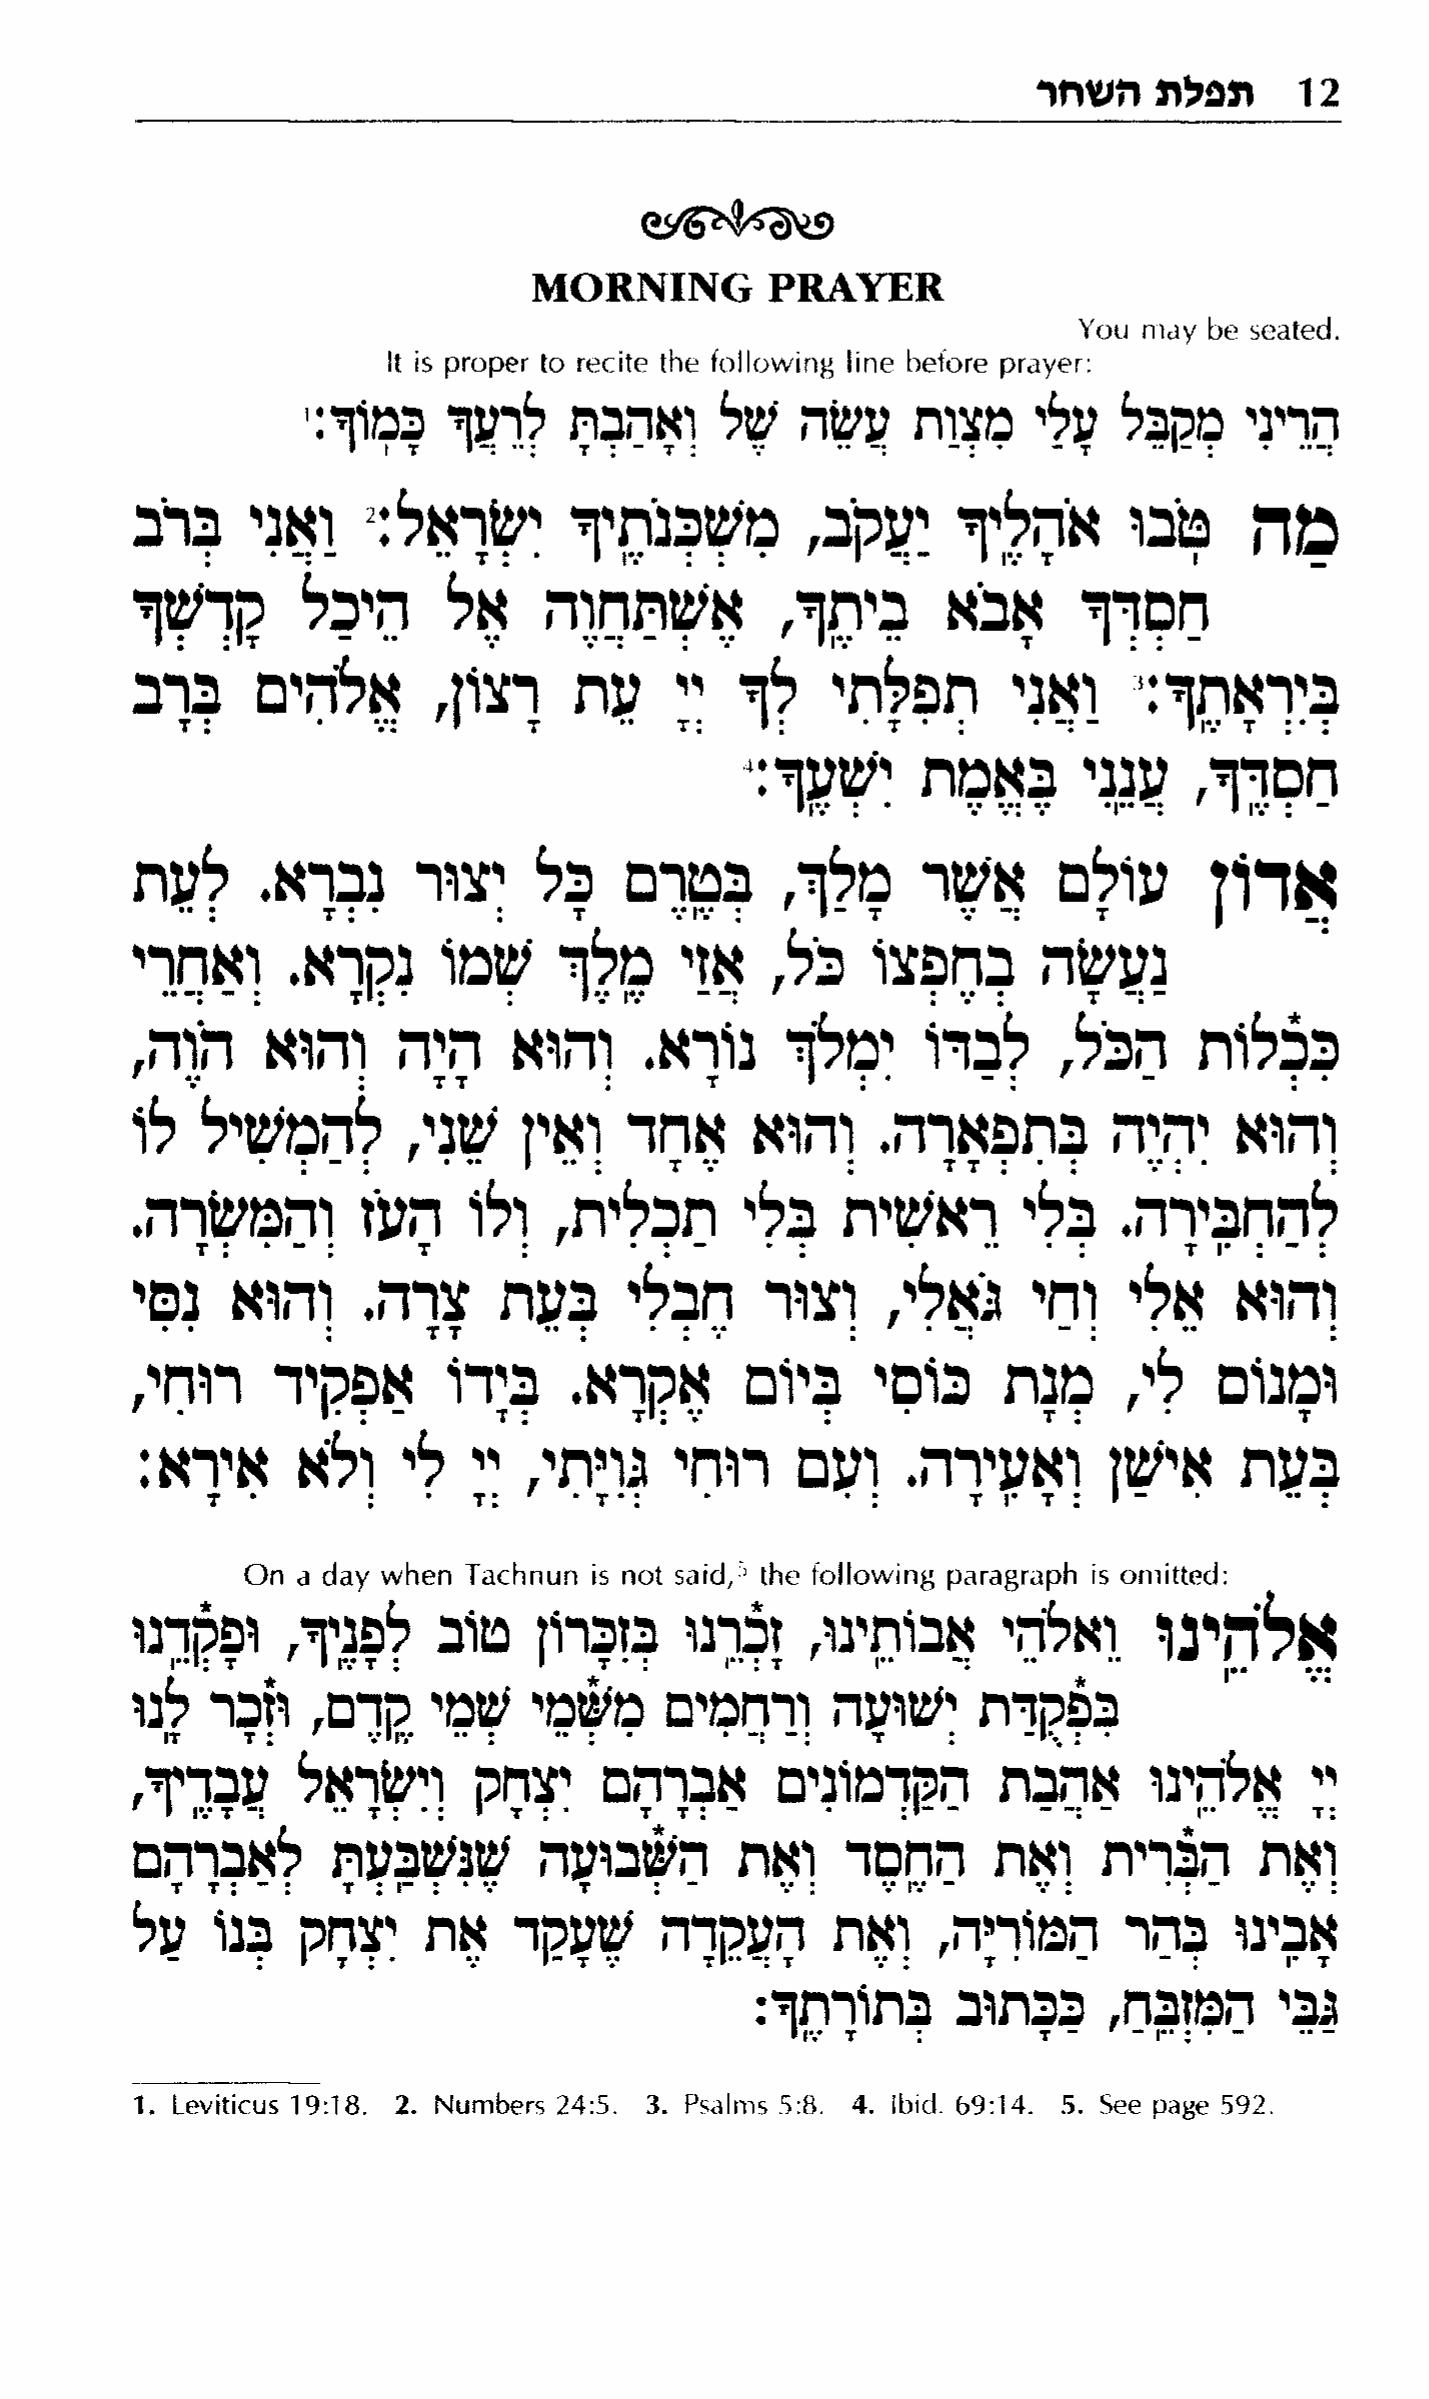 12 תפלת השחר
MORNING PRAYER
You may be seated.
It is proper to recite the following line before prayer:
הֲרֵינִי מְקַבֵּל עָלַי מִצְוַת עֲשֵׂה שֶׁל וְאָהַבְתָּ לְרֵעֲךָ כָּמֽוֹךָ:¹
מַה טֹּֽבוּ אֹהָלֶֽיךָ יַעֲקֹב, מִשְׁכְּנֹתֶֽיךָ יִשְׂרָאֵל:² וַאֲנִי בְּרֹב
חַסְדְּךָ אָבֹא בֵיתֶֽךָ, אֶשְׁתַּחֲוֶה אֶל הֵיכַל קָדְשְׁךָ
בְּיִרְאָתֶֽךָ:³ וַאֲנִי תְפִלָּתִי לְךָ יְיָ עֵת רָצוֹן, אֱלֹהִים בְּרָב
חַסְדֶּֽךָ, עֲנֵֽנִי בֶּאֱמֶת יִשְׁעֶֽךָ:⁴
אֲדוֹן עוֹלָם אֲשֶׁר מָלַךְ, בְּטֶֽרֶם כָּל יְצוּר נִבְרָא. לְעֵת
נַעֲשָׂה בְחֶפְצוֹ כֹּל, אֲזַי מֶֽלֶךְ שְׁמוֹ נִקְרָא. וְאַחֲרֵי
כִּכְ֯לוֹת הַכֹּל, לְבַדּוֹ יִמְלֹךְ נוֹרָא. וְהוּא הָיָה וְהוּא הֹוֶה,
וְהוּא יִהְיֶה בְּתִפְאָרָה. וְהוּא אֶחָד וְאֵין שֵׁנִי, לְהַמְשִׁיל לוֹ
לְהַחְבִּֽירָה. בְּלִי רֵאשִׁית בְּלִי תַכְלִית, וְלוֹ הָעֹז וְהַמִּשְׂרָה.
וְהוּא אֵלִי וְחַי גֹּאֲלִי, וְצוּר חֶבְלִי בְּעֵת צָרָה. וְהוּא נִסִּי
וּמָנוֹס לִי, מְנָת כּוֹסִי בְּיוֹם אֶקְרָא. בְּיָדוֹ אַפְקִיד רוּחִי,
בְּעֵת אִישַׁן וְאָעִֽירָה. וְעִם רוּחִי גְּוִיָּתִי, יְיָ לִי וְלֹא אִירָא:
On a day when Tachnun is not said,⁵ the following paragraph is omitted:
אֱלֹהֵֽינוּ וֵאלֹהֵי אֲבוֹתֵֽינוּ, זָכְ*רֵֽנוּ בְּזִכָּרוֹן טוֹב לְפָנֶֽיךָ, וּפָקְ*דֵֽנוּ
בִּפְ*קֻדַּת יְשׁוּעָה וְרַחֲמִים מִשְּׁ*מֵי שְׁמֵי קֶֽדֶם, וּזְ*כָר לָֽנוּ
יְיָ אֱלֹהֵֽינוּ אַהֲבַת הַקַּדְמוֹנִים אַבְרָהָם יִצְחָק וְיִשְׂרָאֵל עֲבָדֶֽיךָ,
וְאֶת הַבְּ*רִית וְאֶת הַחֶֽסֶד וְאֶת הַשְּׁ*בוּעָה שֶׁנִּשְׁבַּֽעְתָּ לְאַבְרָהָם
אָבִֽינוּ בְּהַר הַמּוֹרִיָּה, וְאֶת הָעֲקֵדָה שֶׁעָקַד אֶת יִצְחָק בְּנוֹ עַל
גַּבֵּי הַמִּזְבֵּֽחַ, כַּכָּתוּב בְּתוֹרָתֶֽךָ:
1. Leviticus 19:18. 2. Numbers 24:5. 3. Psalms 5:8. 4. Ibid. 69:14. 5. See page 592.